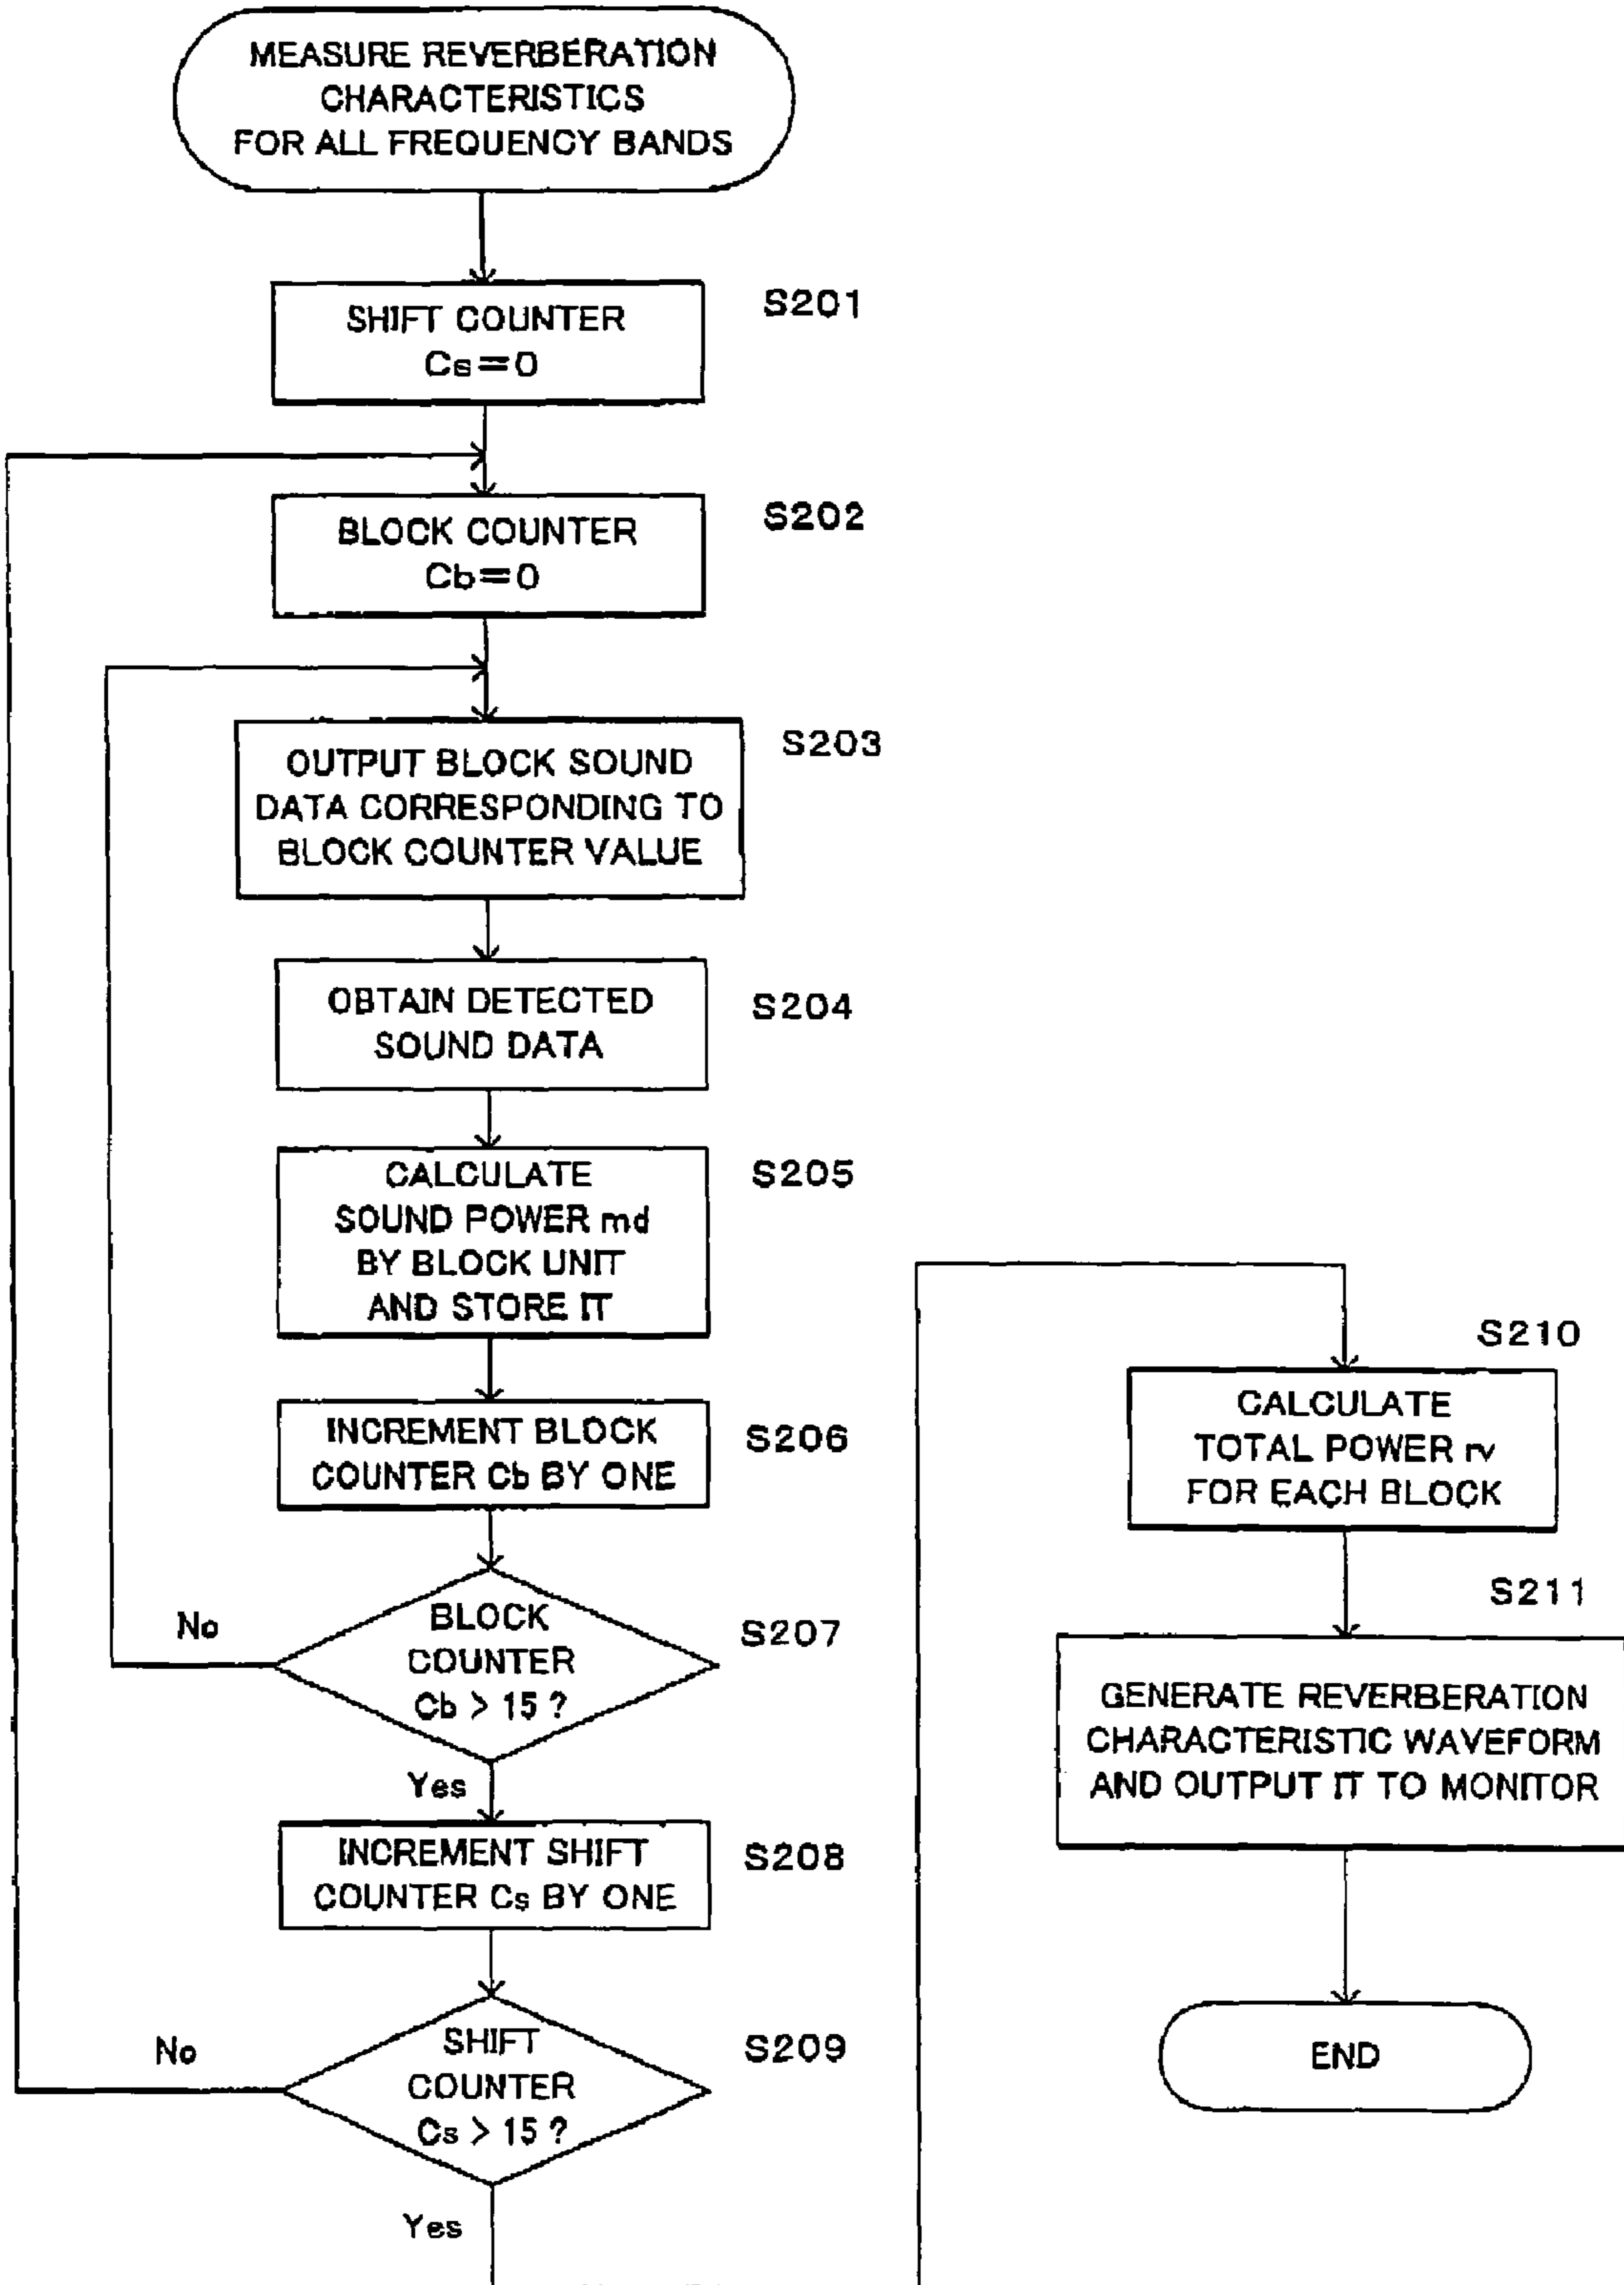 MEASURE REVERBERATION
CHARACTERISTICS
FOR ALL FREQUENCY BANDS
SHIFT COUNTER
Cs=0
S201
BLOCK COUNTER
Cb=0
S202
OUTPUT BLOCK SOUND
DATA CORRESPONDING TO
BLOCK COUNTER VALUE
S203
OBTAIN DETECTED
SOUND DATA
S204
CALCULATE
SOUND POWER md
BY BLOCK UNIT
AND STORE IT
S205
INCREMENT BLOCK
COUNTER Cb BY ONE
S206
BLOCK
COUNTER
Cb > 15 ?
S207
No
Yes
INCREMENT SHIFT
COUNTER Cs BY ONE
S208
SHIFT
COUNTER
Cs > 15 ?
S209
No
Yes
S210
CALCULATE
TOTAL POWER rv
FOR EACH BLOCK
S211
GENERATE REVERBERATION
CHARACTERISTIC WAVEFORM
AND OUTPUT IT TO MONITOR
END